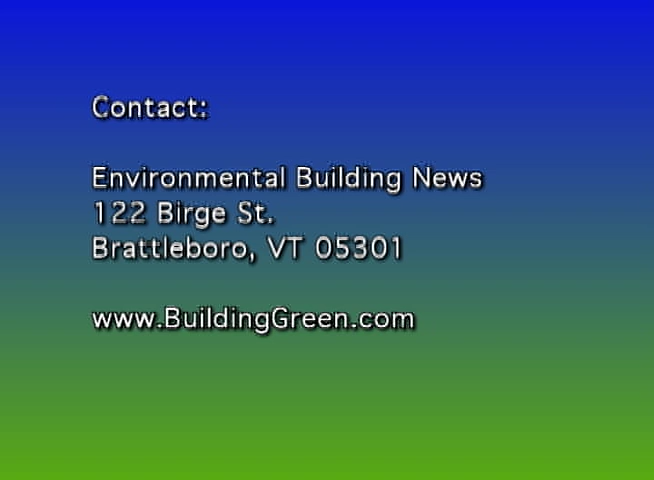 Contact:
Environmental Building News
122 Birge St.
Brattleboro, VT 05301
www.BuildingGreen.com